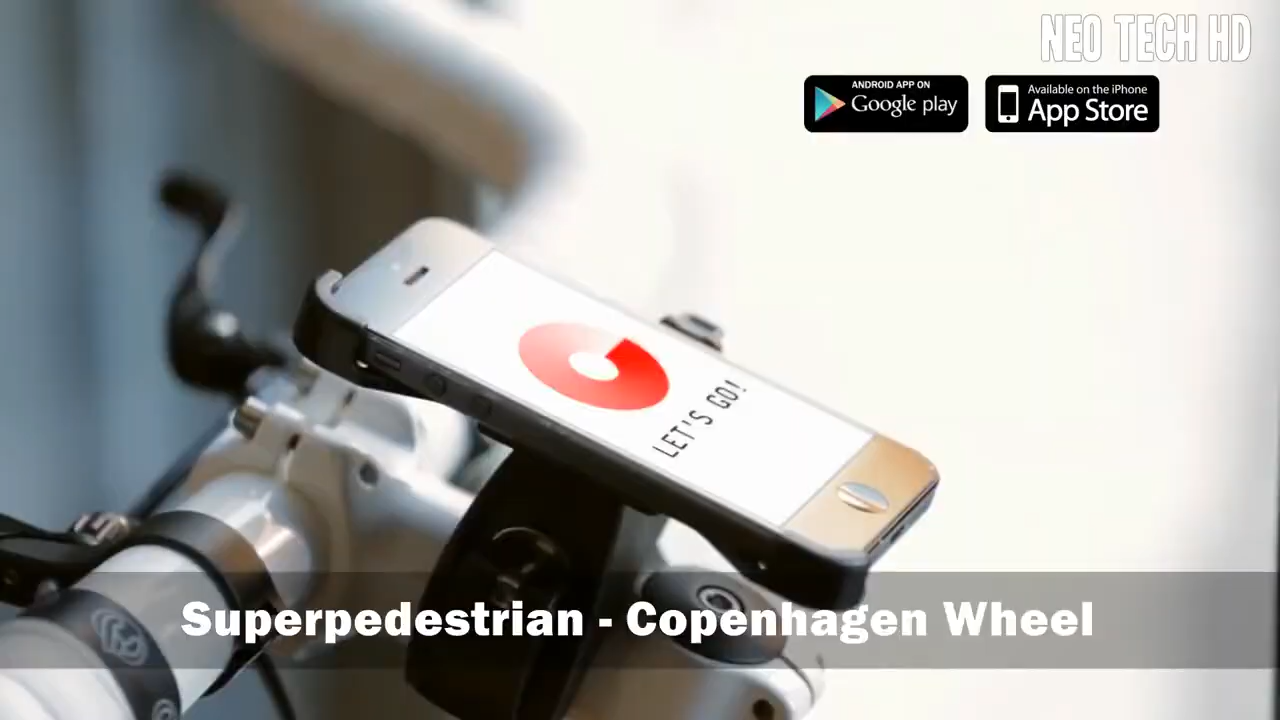 NEO TECH HD
ANDROID APP ON
Google play
Available on the iPhone
App Store
LET'S GO!
Superpedestrian - Copenhagen Wheel